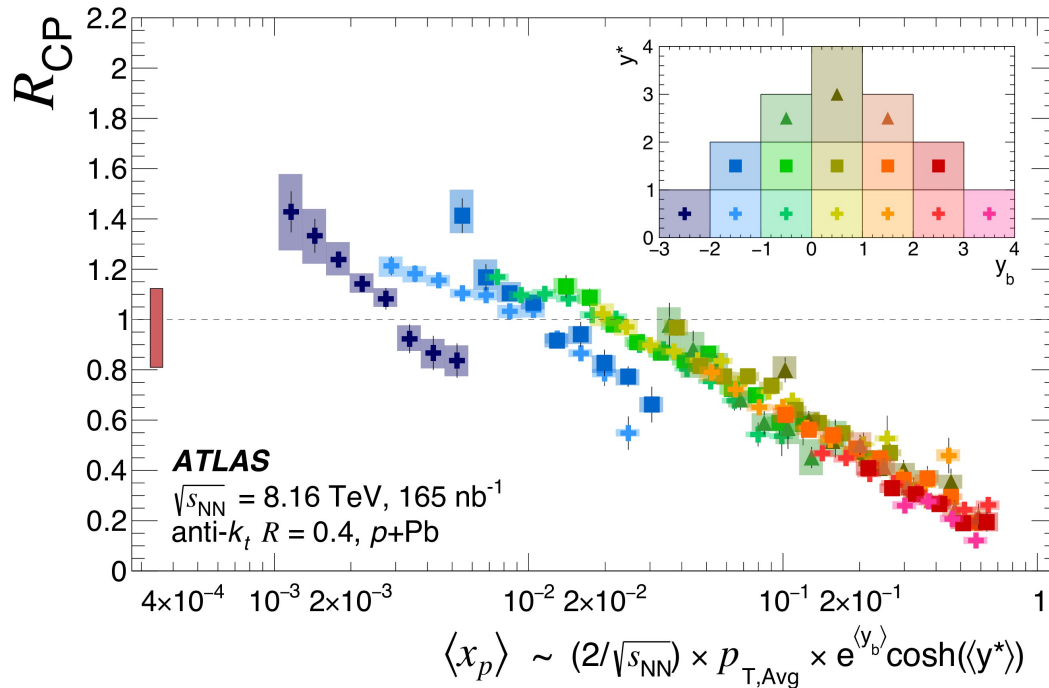 R_CP
2.2
2
1.8
1.6
1.4
1.2
1
0.8
0.6
0.4
0.2
0
y*
4
3
2
1
0
−3 −2 −1 0 1 2 3 4
y_b
ATLAS
√s_NN = 8.16 TeV, 165 nb⁻¹
anti-k_t R = 0.4, p+Pb
4×10⁻⁴ 10⁻³ 2×10⁻³ 10⁻² 2×10⁻² 10⁻¹ 2×10⁻¹ 1
⟨x_p⟩ ~ (2/√s_NN) × p_T,Avg × e^⟨y_b⟩ cosh(⟨y*⟩)